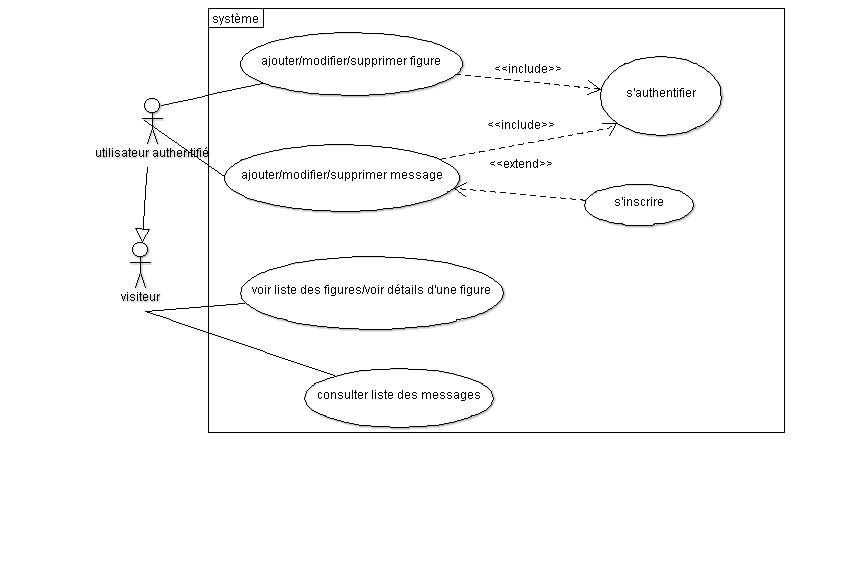 système
ajouter/modifier/supprimer figure
<<include>>
s'authentifier
<<include>>
utilisateur authentifié
<<extend>>
ajouter/modifier/supprimer message
s'inscrire
voir liste des figures/voir détails d'une figure
visiteur
consulter liste des messages